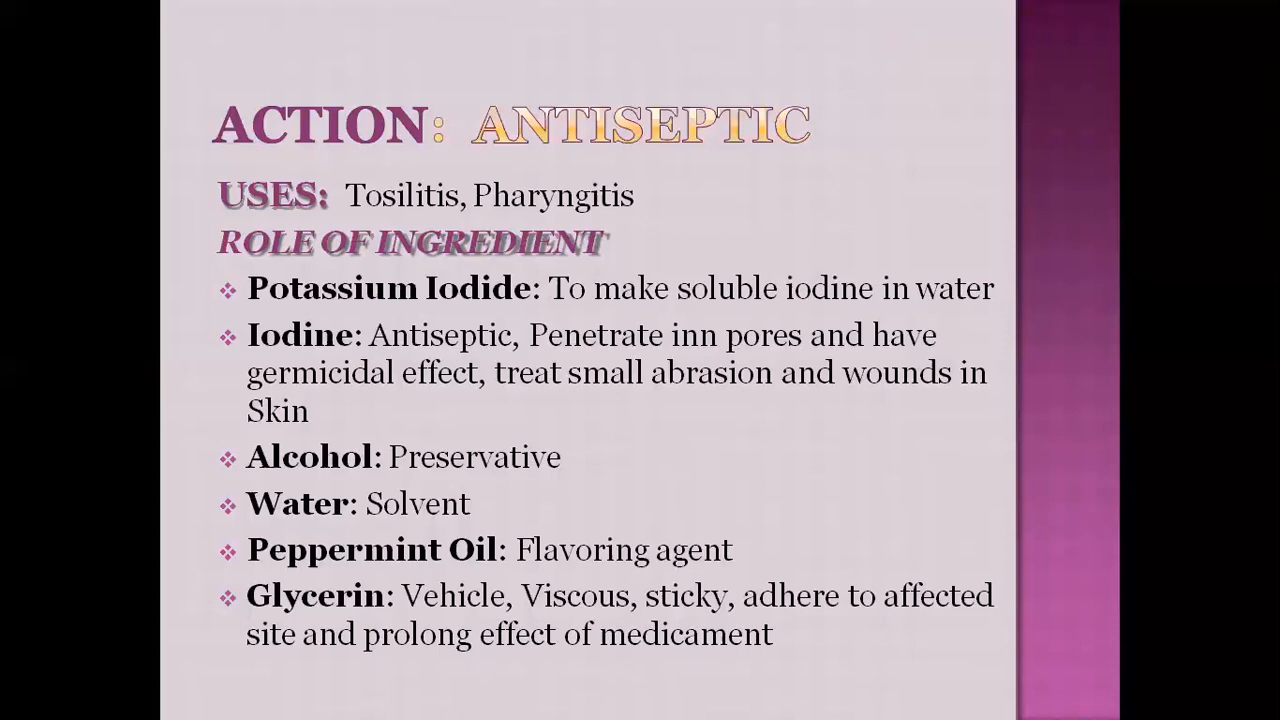 ACTION: ANTISEPTIC
USES: Tosilitis, Pharyngitis
ROLE OF INGREDIENT
❖ Potassium Iodide: To make soluble iodine in water
❖ Iodine: Antiseptic, Penetrate inn pores and have
germicidal effect, treat small abrasion and wounds in
Skin
❖ Alcohol: Preservative
❖ Water: Solvent
❖ Peppermint Oil: Flavoring agent
❖ Glycerin: Vehicle, Viscous, sticky, adhere to affected
site and prolong effect of medicament